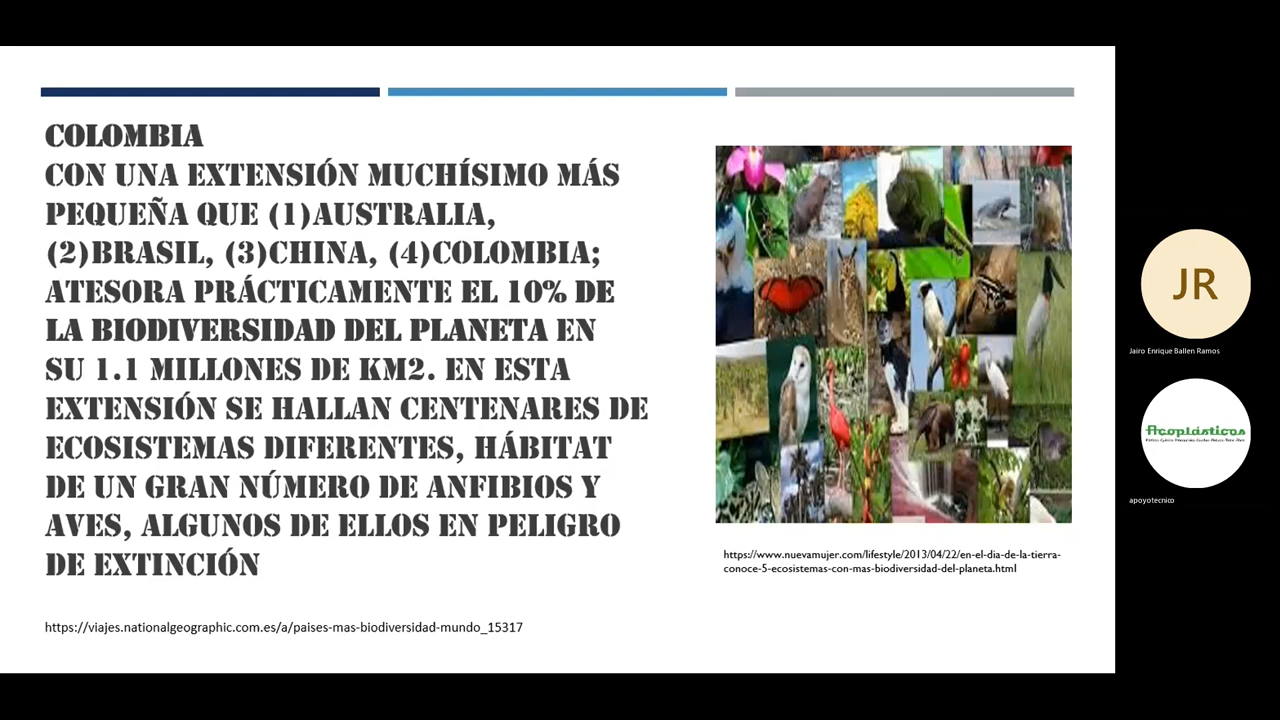 COLOMBIA
CON UNA EXTENSIÓN MUCHÍSIMO MÁS
PEQUEÑA QUE (1)AUSTRALIA,
(2)BRASIL, (3)CHINA, (4)COLOMBIA;
ATESORA PRÁCTICAMENTE EL 10% DE
LA BIODIVERSIDAD DEL PLANETA EN
SU 1.1 MILLONES DE KM2. EN ESTA
EXTENSIÓN SE HALLAN CENTENARES DE
ECOSISTEMAS DIFERENTES, HÁBITAT
DE UN GRAN NÚMERO DE ANFIBIOS Y
AVES, ALGUNOS DE ELLOS EN PELIGRO
DE EXTINCIÓN
https://viajes.nationalgeographic.com.es/a/paises-mas-biodiversidad-mundo_15317
https://www.nuevamujer.com/lifestyle/2013/04/22/en-el-dia-de-la-tierra-
conoce-5-ecosistemas-con-mas-biodiversidad-del-planeta.html
JR
Jairo Enrique Ballen Ramos
Acoplásticos
apoyotecnico